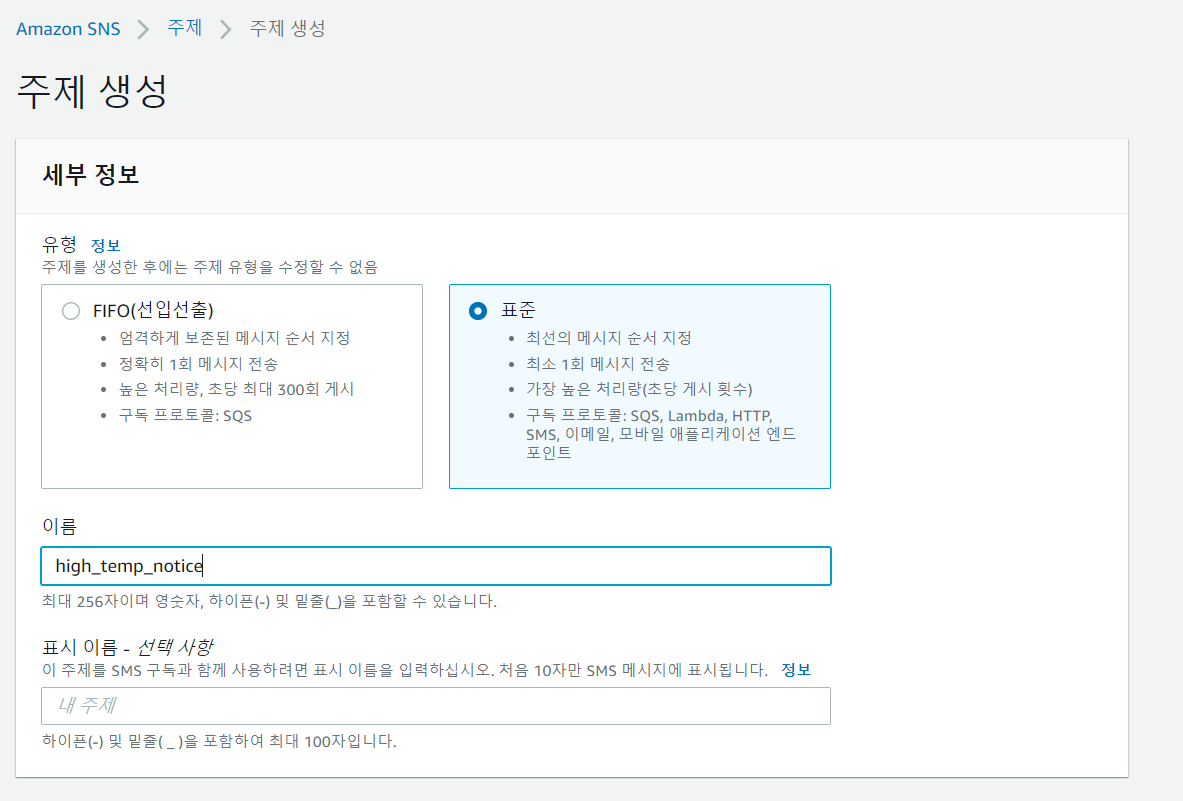 Amazon SNS > 주제 > 주제 생성
주제 생성
세부 정보
유형 정보
주제를 생성한 후에는 주제 유형을 수정할 수 없음
FIFO(선입선출)
• 엄격하게 보존된 메시지 순서 지정
• 정확히 1회 메시지 전송
• 높은 처리량, 초당 최대 300회 게시
• 구독 프로토콜: SQS
표준
• 최선의 메시지 순서 지정
• 최소 1회 메시지 전송
• 가장 높은 처리량(초당 게시 횟수)
• 구독 프로토콜: SQS, Lambda, HTTP,
SMS, 이메일, 모바일 애플리케이션 엔드
포인트
이름
high_temp_notice
최대 256자이며 영숫자, 하이픈(-) 및 밑줄(_)을 포함할 수 있습니다.
표시 이름 - 선택 사항
이 주제를 SMS 구독과 함께 사용하려면 표시 이름을 입력하십시오. 처음 10자만 SMS 메시지에 표시됩니다. 정보
내 주제
하이픈(-) 및 밑줄( _ )을 포함하여 최대 100자입니다.